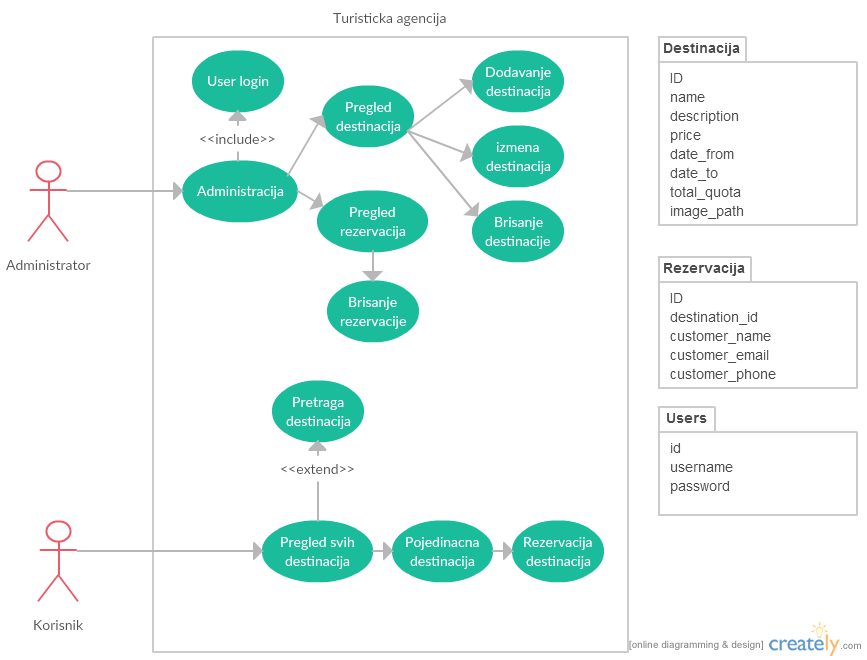 Turisticka agencija
User login
<<include>>
Administracija
Administrator
Pregled
destinacija
Pregled
rezervacija
Brisanje
rezervacije
Dodavanje
destinacija
izmena
destinacija
Brisanje
destinacije
Pretraga
destinacija
<<extend>>
Korisnik
Pregled svih
destinacija
Pojedinacna
destinacija
Rezervacija
destinacija
Destinacija
ID
name
description
price
date_from
date_to
total_quota
image_path
Rezervacija
ID
destination_id
customer_name
customer_email
customer_phone
Users
id
username
password
[online diagramming & design] creately.com